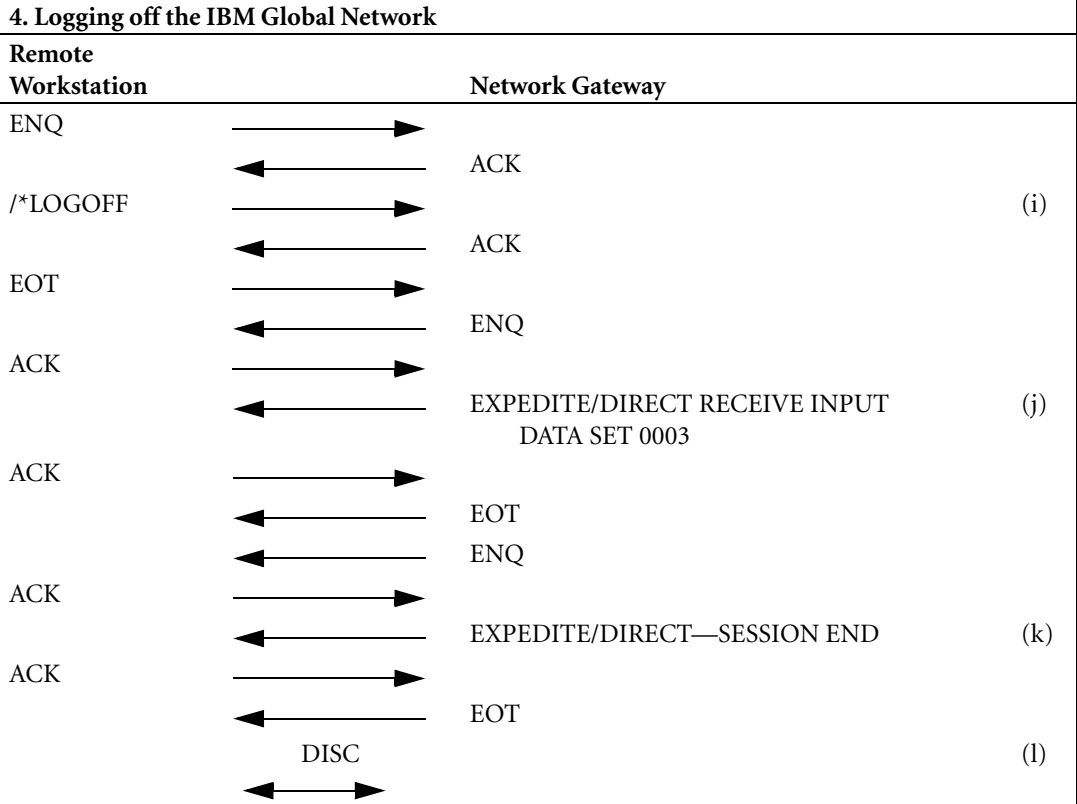 4. Logging off the IBM Global Network
Remote
Workstation Network Gateway
ENQ
ACK
/*LOGOFF (i)
ACK
EOT
ENQ
ACK
EXPEDITE/DIRECT RECEIVE INPUT (j)
DATA SET 0003
ACK
EOT
ENQ
ACK
EXPEDITE/DIRECT—SESSION END (k)
ACK
EOT
DISC (l)